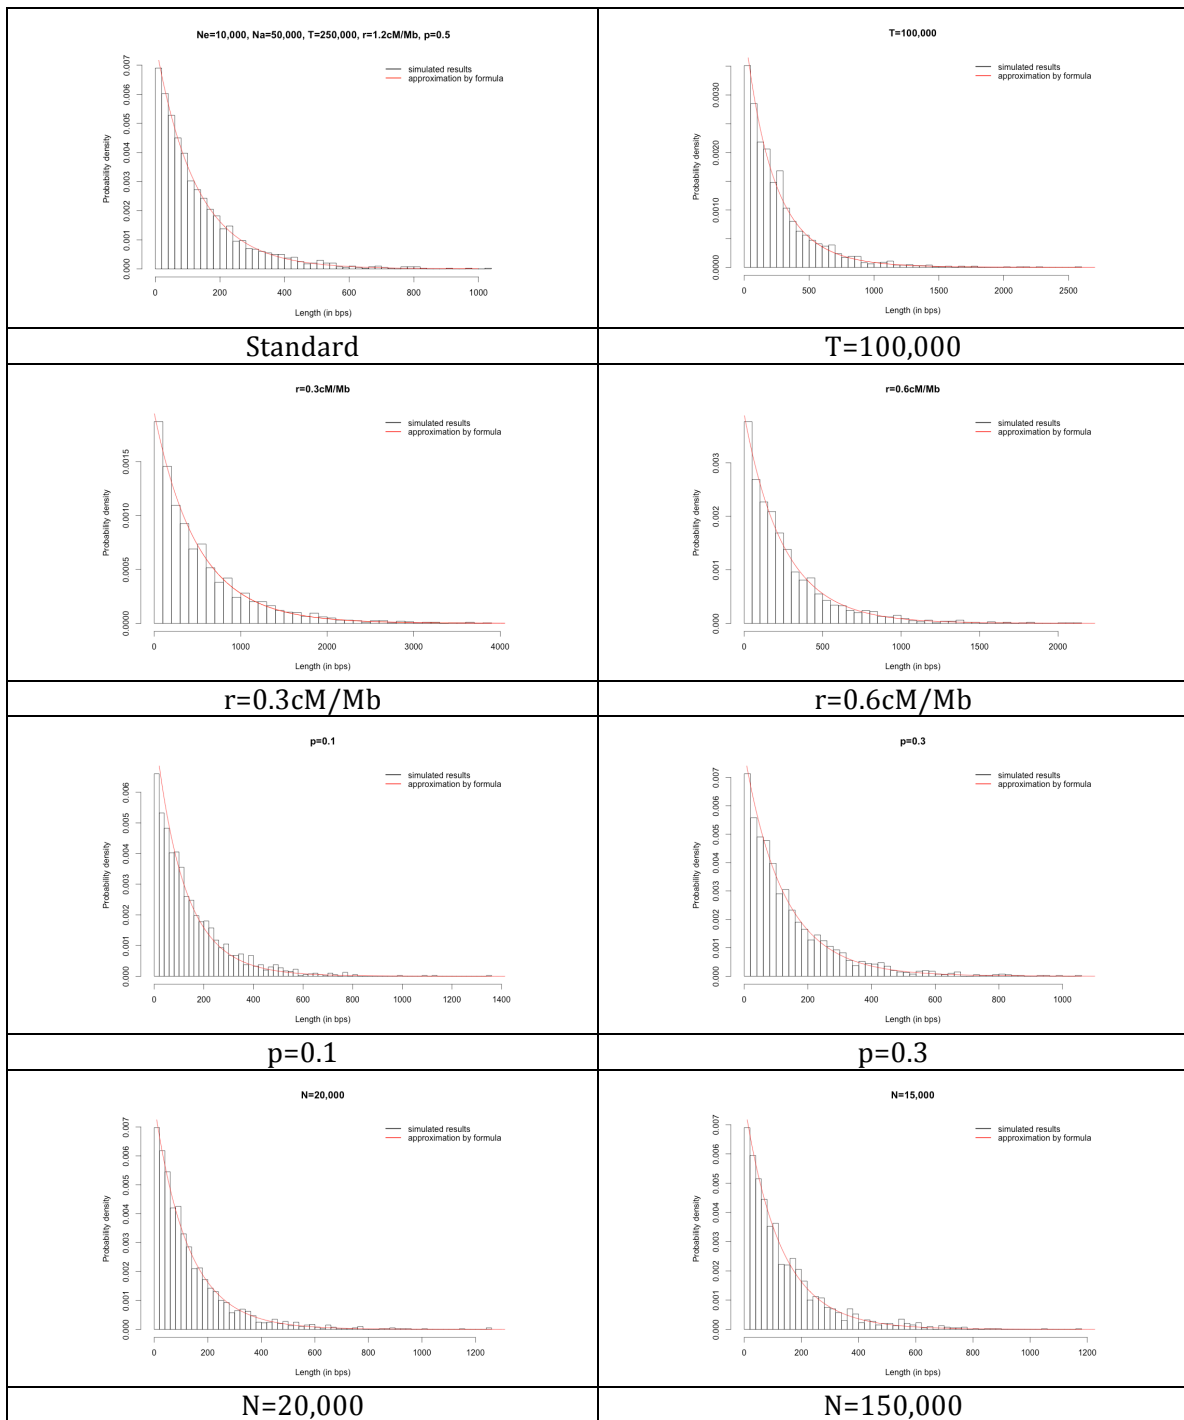 Ne=10,000, Na=50,000, T=250,000, r=1.2cM/Mb, p=0.5
simulated results
approximation by formula
Probability density
0.000 0.001 0.002 0.003 0.004 0.005 0.006 0.007
0 200 400 600 800 1000
Length (in bps)
Standard
T=100,000
simulated results
approximation by formula
Probability density
0.0000 0.0010 0.0020 0.0030
0 500 1000 1500 2000 2500
Length (in bps)
T=100,000
r=0.3cM/Mb
simulated results
approximation by formula
Probability density
0.0000 0.0005 0.0010 0.0015
0 1000 2000 3000 4000
Length (in bps)
r=0.3cM/Mb
r=0.6cM/Mb
simulated results
approximation by formula
Probability density
0.000 0.001 0.002 0.003
0 500 1000 1500 2000
Length (in bps)
r=0.6cM/Mb
p=0.1
simulated results
approximation by formula
Probability density
0.000 0.001 0.002 0.003 0.004 0.005 0.006
0 200 400 600 800 1000 1200 1400
Length (in bps)
p=0.1
p=0.3
simulated results
approximation by formula
Probability density
0.000 0.001 0.002 0.003 0.004 0.005 0.006 0.007
0 200 400 600 800 1000
Length (in bps)
p=0.3
N=20,000
simulated results
approximation by formula
Probability density
0.000 0.001 0.002 0.003 0.004 0.005 0.006 0.007
0 200 400 600 800 1000 1200
Length (in bps)
N=20,000
N=15,000
simulated results
approximation by formula
Probability density
0.000 0.001 0.002 0.003 0.004 0.005 0.006 0.007
0 200 400 600 800 1000 1200
Length (in bps)
N=150,000